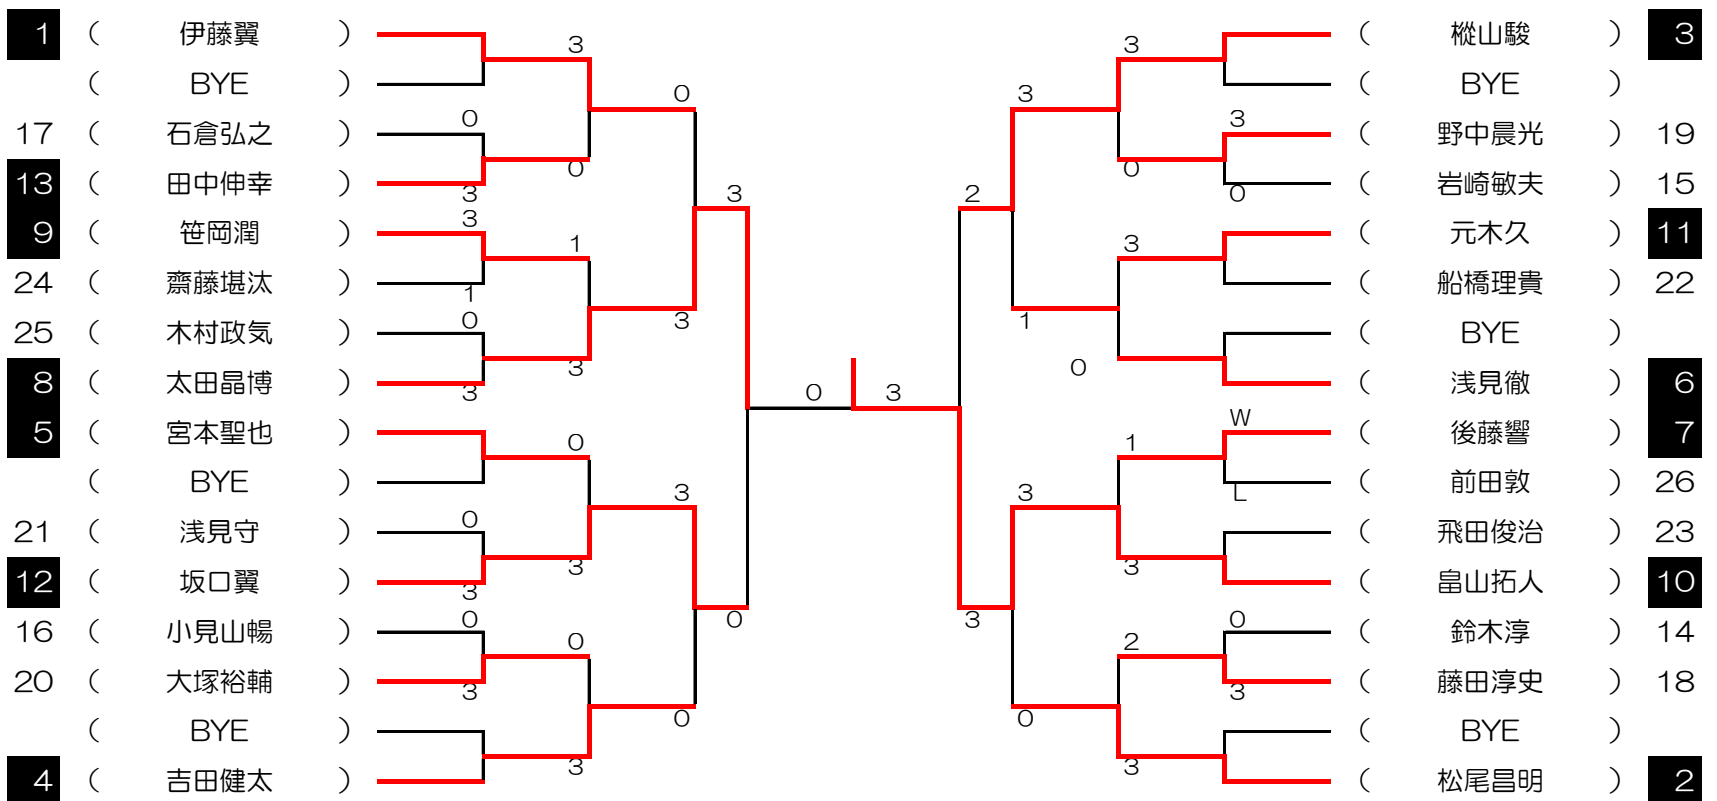 1 ( 伊藤翼 ) 3 3 ( 樅山駿 ) 3
( BYE ) 0 3 ( BYE )
17 ( 石倉弘之 ) 0 3 ( 野中晨光 ) 19
13 ( 田中伸幸 ) 3 0 3 2 0 0 ( 岩崎敏夫 ) 15
9 ( 笹岡潤 ) 3 1 3 ( 元木久 ) 11
24 ( 齋藤堪汰 ) 1 ( 船橋理貴 ) 22
25 ( 木村政気 ) 0 3 1 ( BYE )
8 ( 太田晶博 ) 3 3 0 3 0 ( 浅見徹 ) 6
5 ( 宮本聖也 ) 0 1 W ( 後藤響 ) 7
( BYE ) 3 3 L ( 前田敦 ) 26
21 ( 浅見守 ) 0 ( 飛田俊治 ) 23
12 ( 坂口翼 ) 3 3 3 ( 畠山拓人 ) 10
16 ( 小見山暢 ) 0 0 0 3 2 0 ( 鈴木淳 ) 14
20 ( 大塚裕輔 ) 3 3 ( 藤田淳史 ) 18
( BYE ) 0 0 ( BYE )
4 ( 吉田健太 ) 3 3 ( 松尾昌明 ) 2